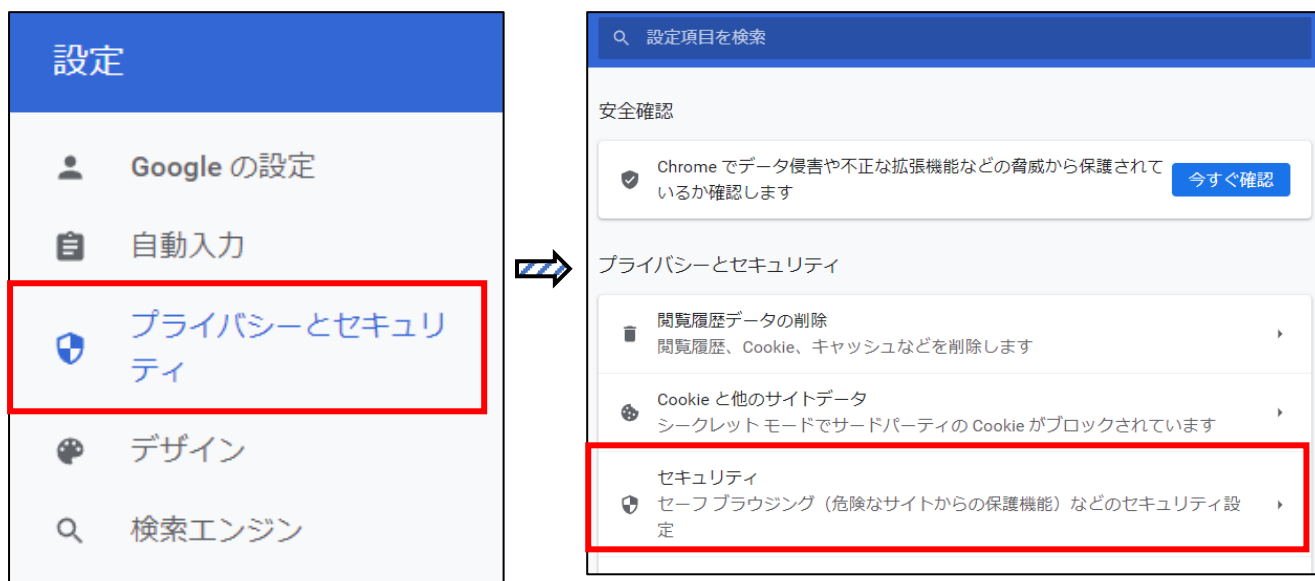 設定
Google の設定
自動入力
プライバシーとセキュリ
ティ
デザイン
検索エンジン
設定項目を検索
安全確認
Chrome でデータ侵害や不正な拡張機能などの脅威から保護されて
いるか確認します
今すぐ確認
プライバシーとセキュリティ
閲覧履歴データの削除
閲覧履歴、Cookie、キャッシュなどを削除します
Cookie と他のサイトデータ
シークレット モードでサードパーティの Cookie がブロックされています
セキュリティ
セーフ ブラウジング（危険なサイトからの保護機能）などのセキュリティ設
定